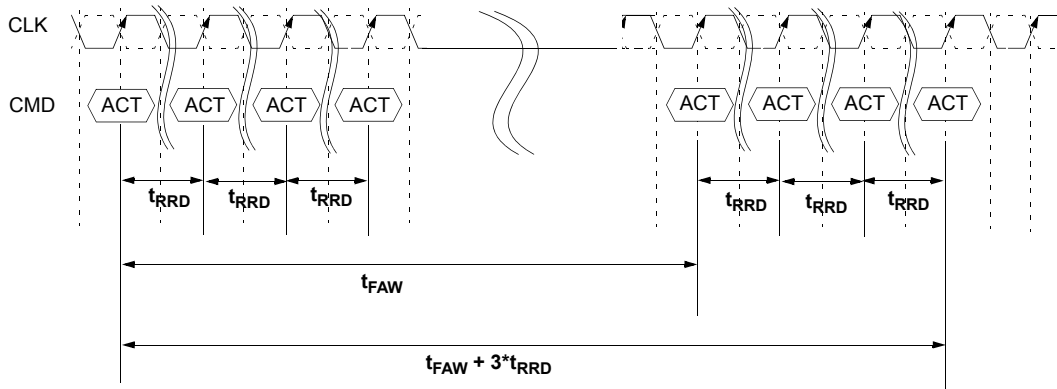 CLK
CMD ACT ACT ACT ACT ACT ACT ACT ACT
tRRD tRRD tRRD tRRD tRRD tRRD
tFAW
tFAW + 3*tRRD